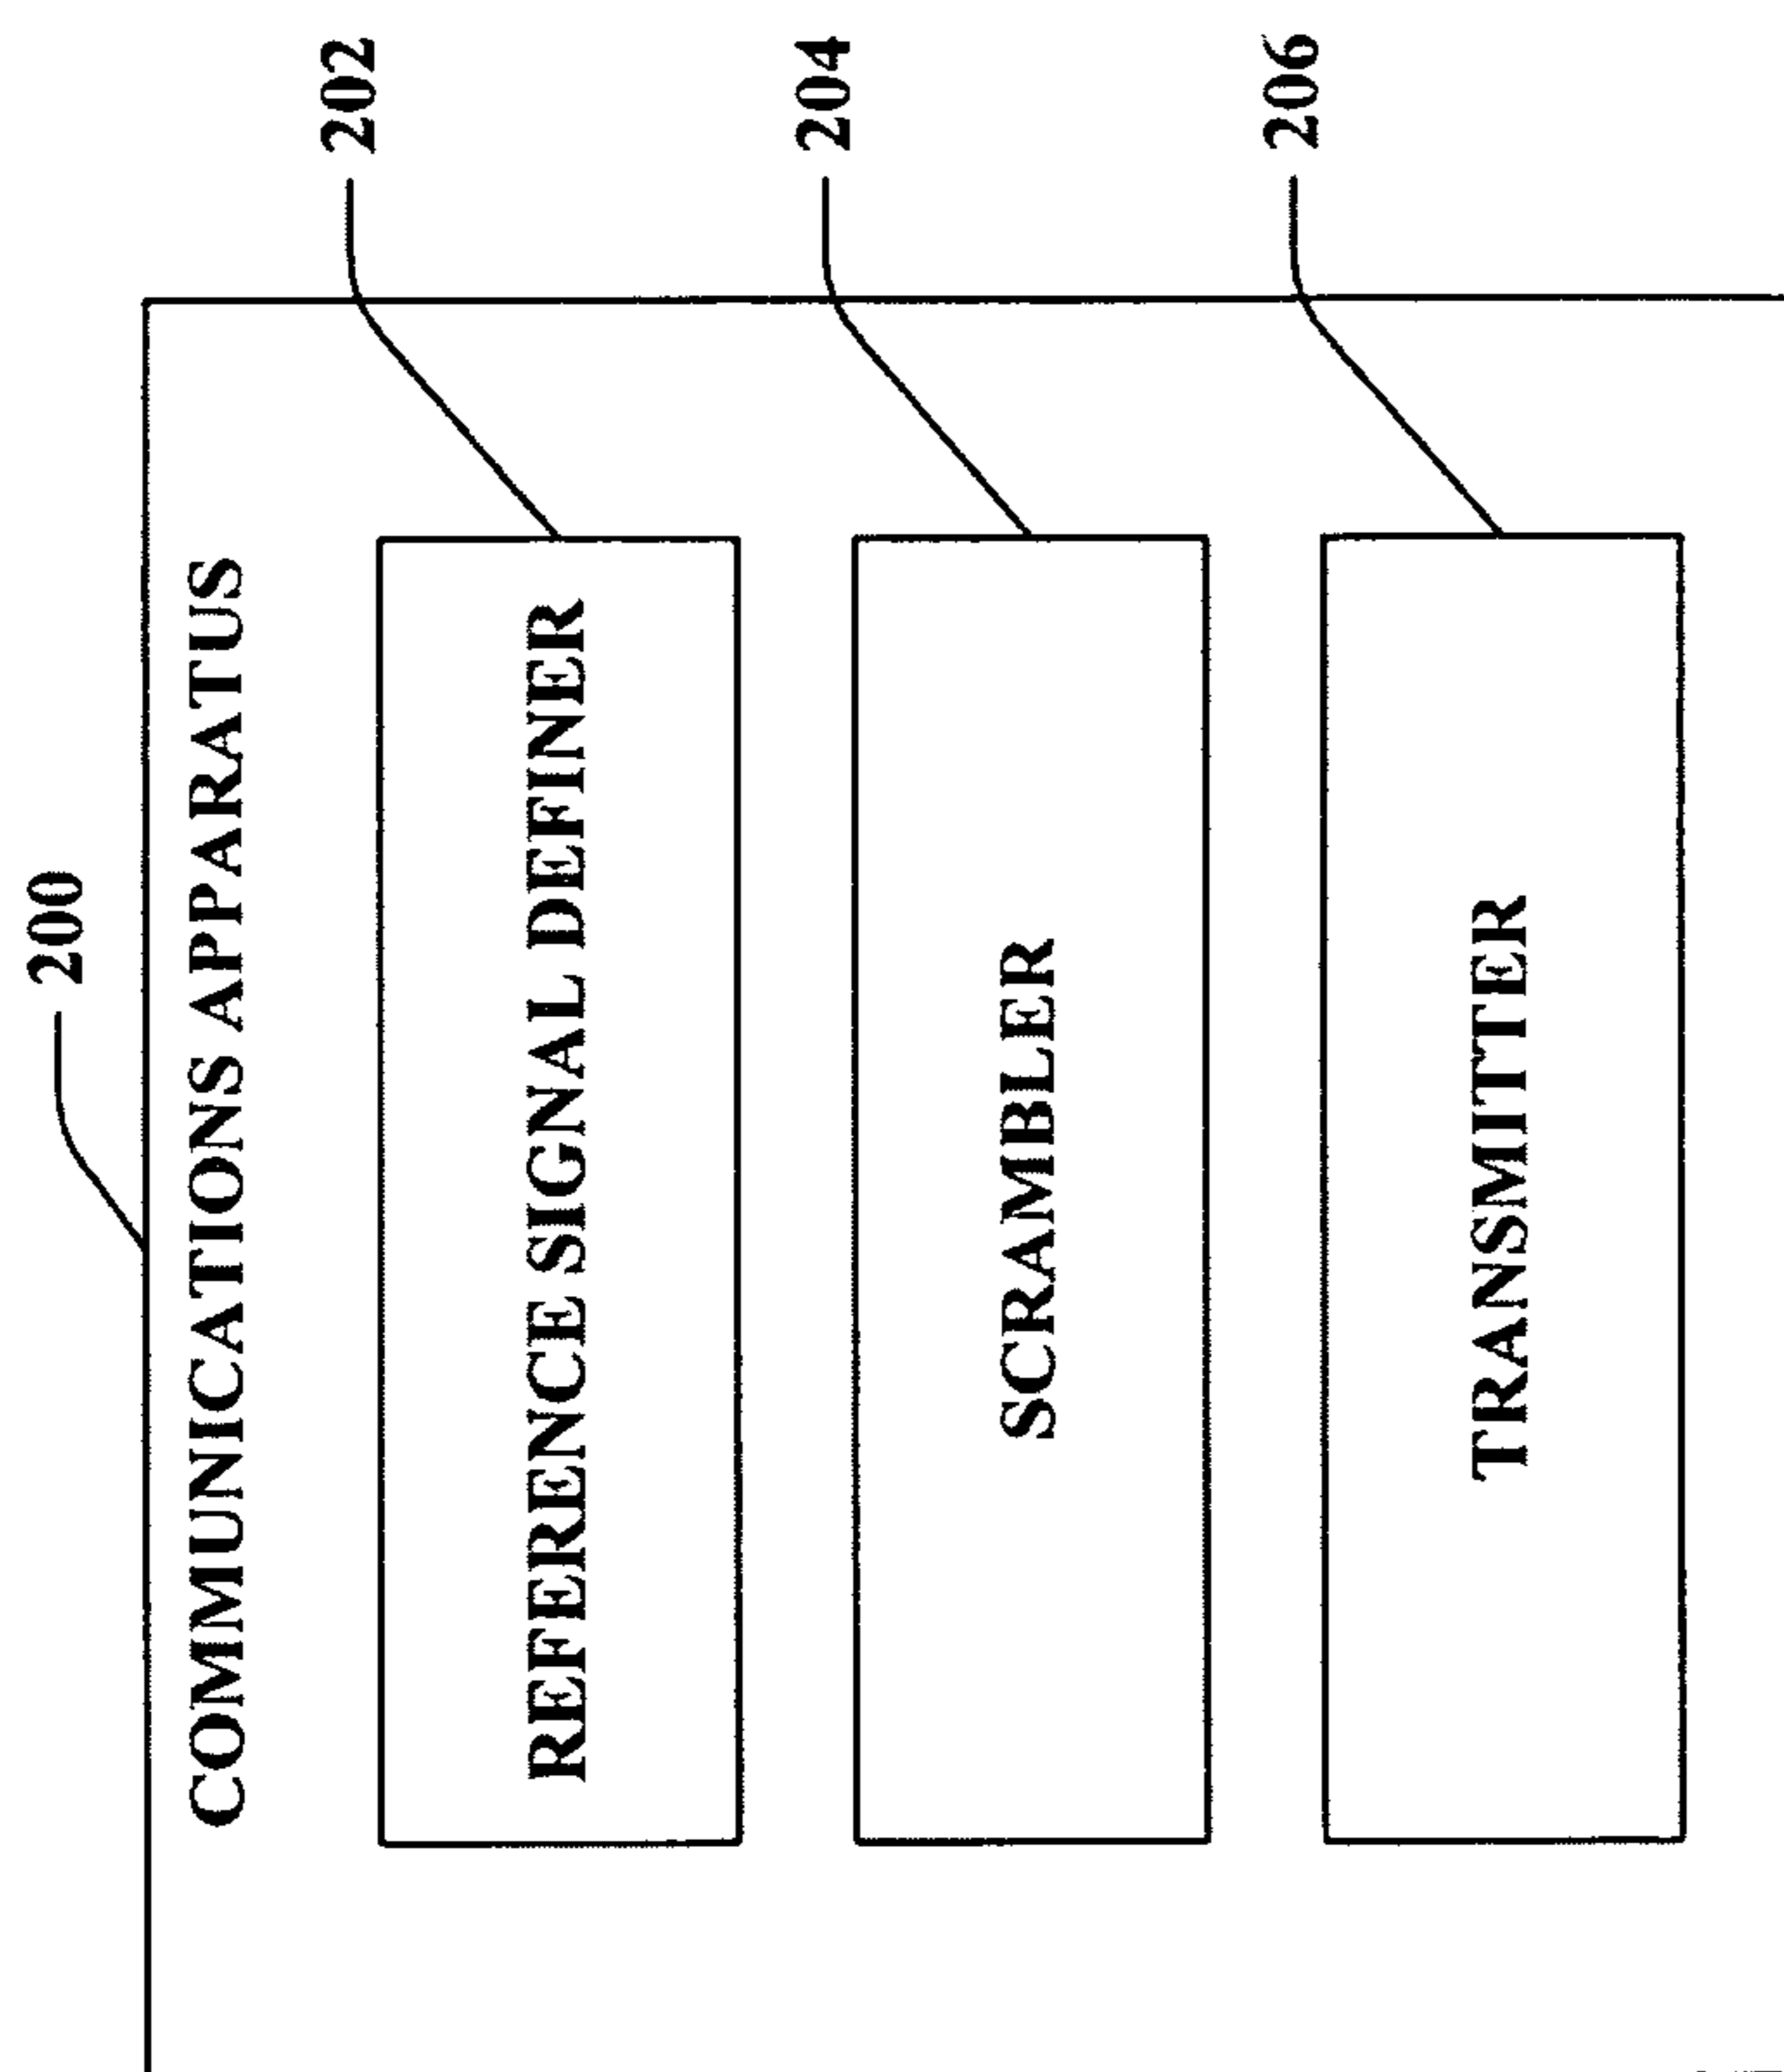 200
COMMUNICATIONS APPARATUS
202
REFERENCE SIGNAL DEFINER
204
SCRAMBLER
206
TRANSMITTER